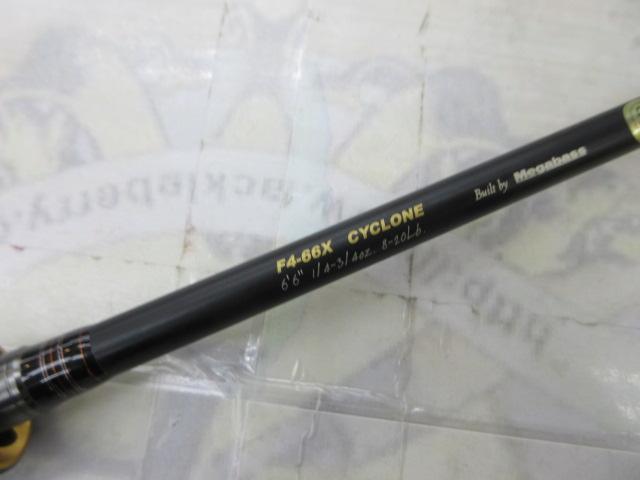 F4-66X CYCLONE
6'6" 1/4-3/4oz. 8-20Lb.
Built by Megabass